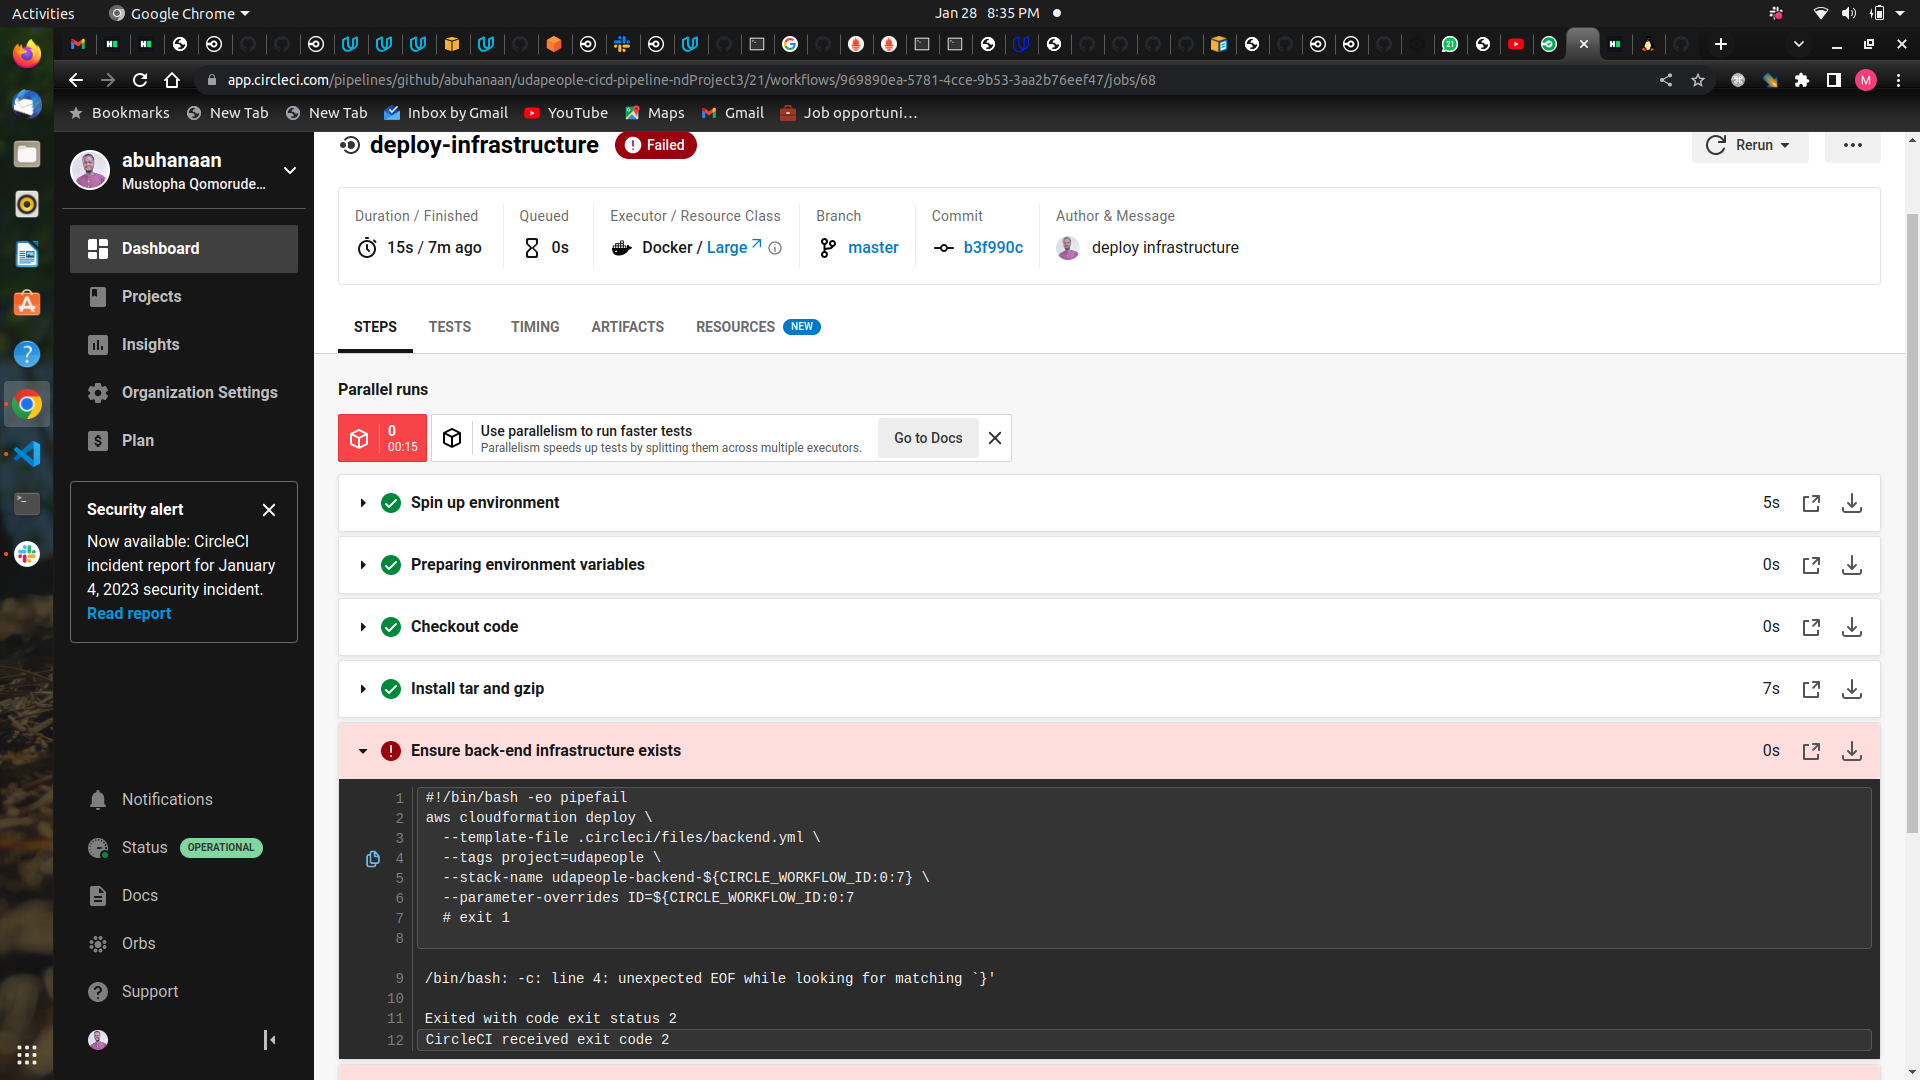 Activities
Google Chrome
Jan 28 8:35 PM
app.circleci.com/pipelines/github/abuhanaan/udapeople-cicd-pipeline-ndProject3/21/workflows/969890ea-5781-4cce-9b53-3aa2b76eef47/jobs/68
M
Bookmarks
New Tab
New Tab
Inbox by Gmail
YouTube
Maps
Gmail
Job opportuni…
abuhanaan
Mustopha Qomorude...
Dashboard
Projects
Insights
Organization Settings
Plan
Security alert
Now available: CircleCI
incident report for January
4, 2023 security incident.
Read report
Notifications
Status OPERATIONAL
Docs
Orbs
Support
deploy-infrastructure
Failed
Rerun
Duration / Finished
15s / 7m ago
Queued
0s
Executor / Resource Class
Docker / Large
Branch
master
Commit
b3f990c
Author & Message
deploy infrastructure
STEPS
TESTS
TIMING
ARTIFACTS
RESOURCES NEW
Parallel runs
0
00:15
Use parallelism to run faster tests
Parallelism speeds up tests by splitting them across multiple executors.
Go to Docs
Spin up environment 5s
Preparing environment variables 0s
Checkout code 0s
Install tar and gzip 7s
Ensure back-end infrastructure exists 0s
1 #!/bin/bash -eo pipefail
2 aws cloudformation deploy \
3 --template-file .circleci/files/backend.yml \
4 --tags project=udapeople \
5 --stack-name udapeople-backend-${CIRCLE_WORKFLOW_ID:0:7} \
6 --parameter-overrides ID=${CIRCLE_WORKFLOW_ID:0:7
7 # exit 1
8
9 /bin/bash: -c: line 4: unexpected EOF while looking for matching `}'
10
11 Exited with code exit status 2
12 CircleCI received exit code 2